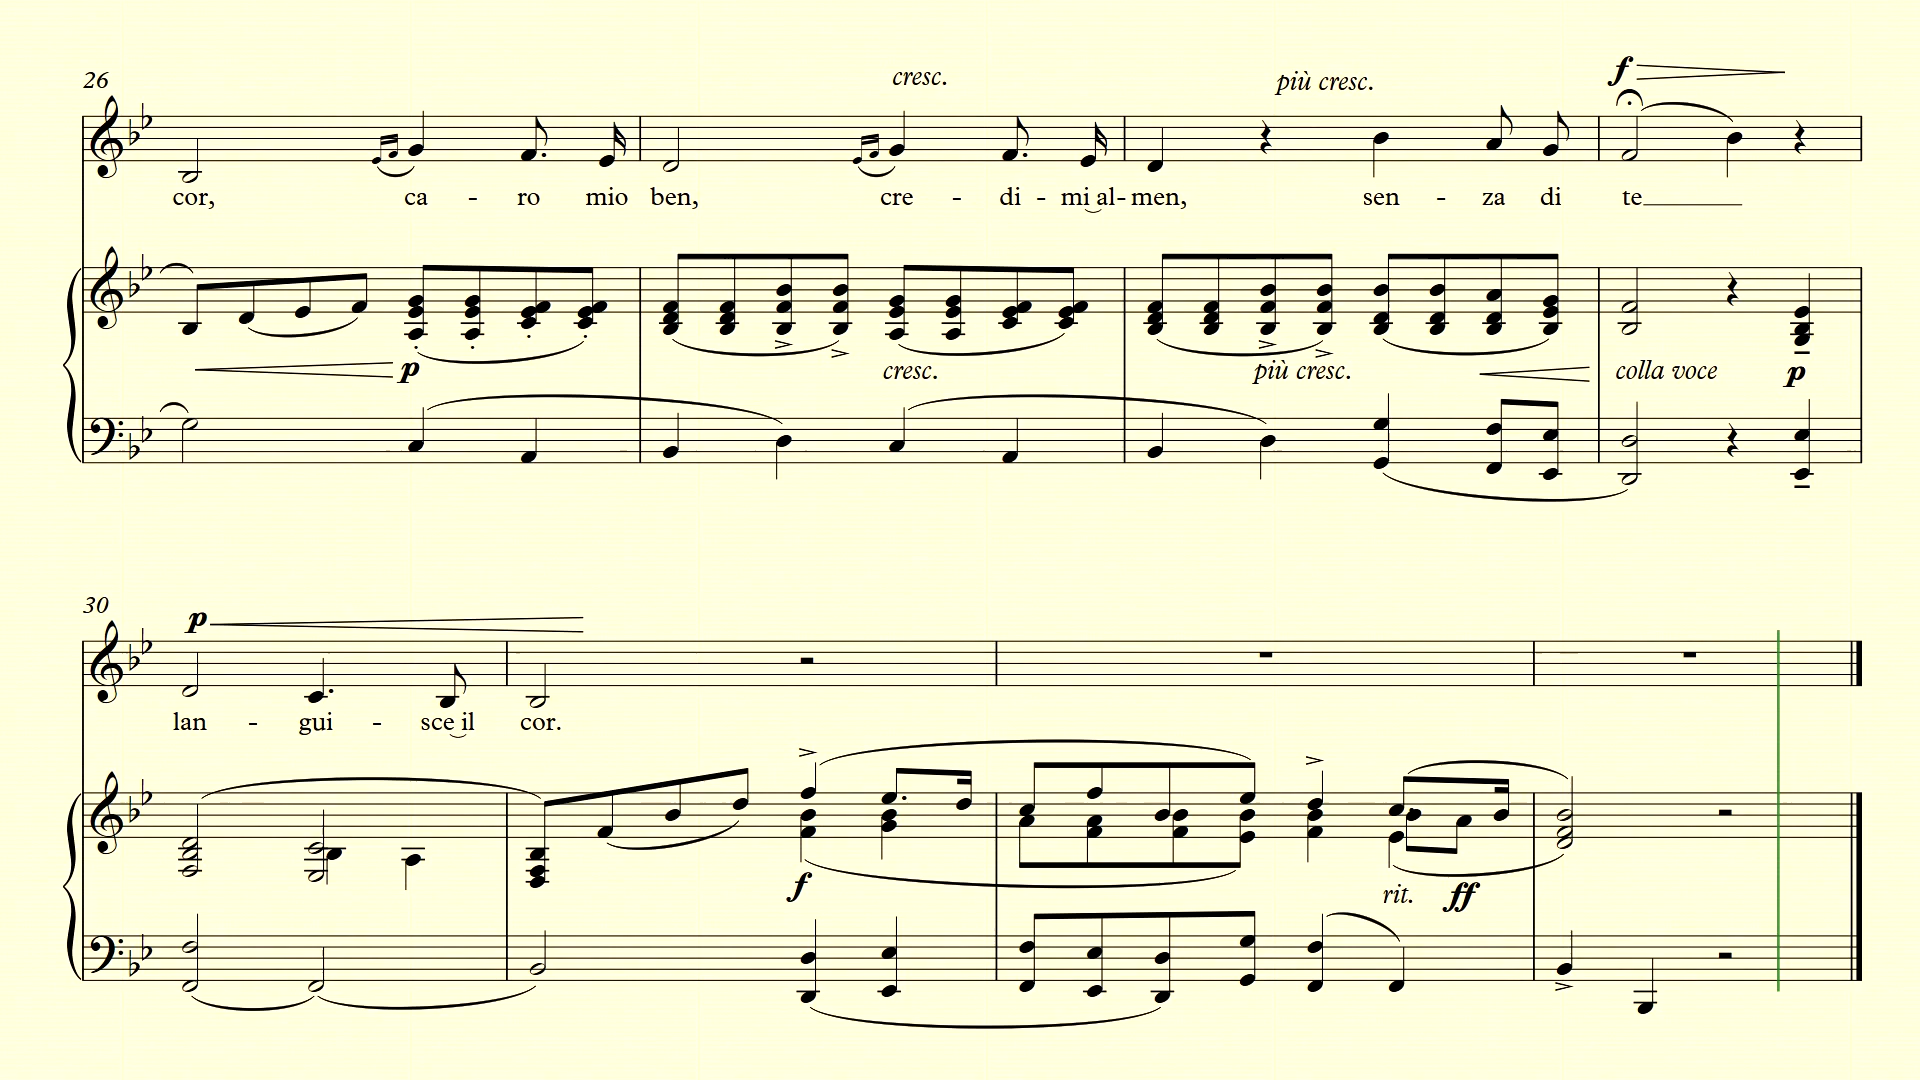 26
cresc.
più cresc.
f
cor, ca - ro mio ben, cre - di - mi al - men, sen - za di te
p
cresc.
più cresc.
colla voce
p
30
p
lan - gui - sce il cor.
f
rit.
ff